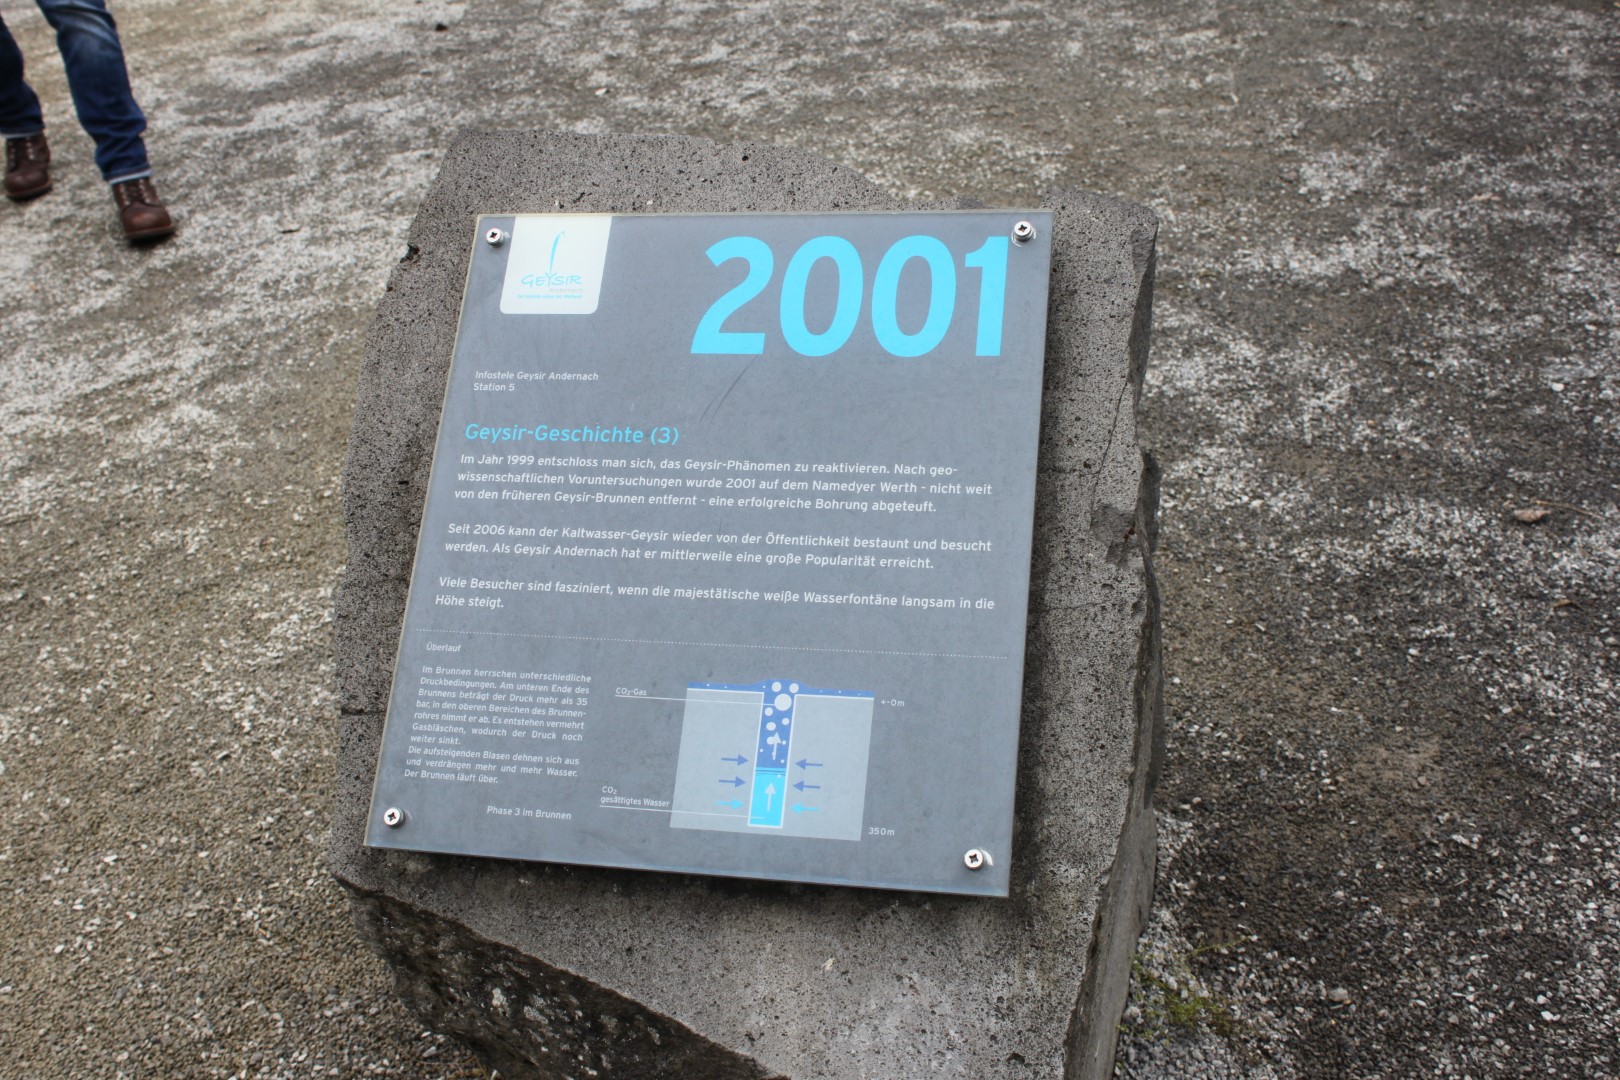 GEYSIR
Andernach
2001
Infostele Geysir Andernach
Station 5
Geysir-Geschichte (3)
Im Jahr 1999 entschloss man sich, das Geysir-Phänomen zu reaktivieren. Nach geo-
wissenschaftlichen Voruntersuchungen wurde 2001 auf dem Namedyer Werth - nicht weit
von den früheren Geysir-Brunnen entfernt - eine erfolgreiche Bohrung abgeteuft.
Seit 2006 kann der Kaltwasser-Geysir wieder von der Öffentlichkeit bestaunt und besucht
werden. Als Geysir Andernach hat er mittlerweile eine große Popularität erreicht.
Viele Besucher sind fasziniert, wenn die majestätische weiße Wasserfontäne langsam in die
Höhe steigt.
Überlauf
Im Brunnen herrschen unterschiedliche
Druckbedingungen. Am unteren Ende des
Brunnens beträgt der Druck mehr als 35
bar, in den oberen Bereichen des Brunnen-
rohres nimmt er ab. Es entstehen vermehrt
Gasbläschen, wodurch der Druck noch
weiter sinkt.
Die aufsteigenden Blasen dehnen sich aus
und verdrängen mehr und mehr Wasser.
Der Brunnen läuft über.
Phase 3 im Brunnen
CO₂-Gas
+-0m
CO₂
gesättigtes Wasser
350m